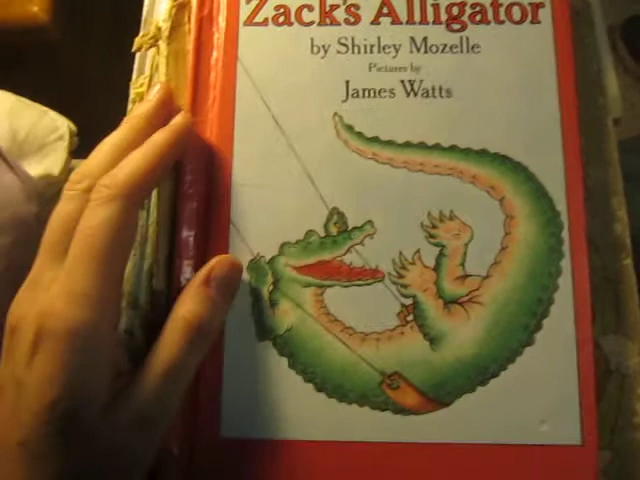 Zack's Alligator
by Shirley Mozelle
Pictures by
James Watts